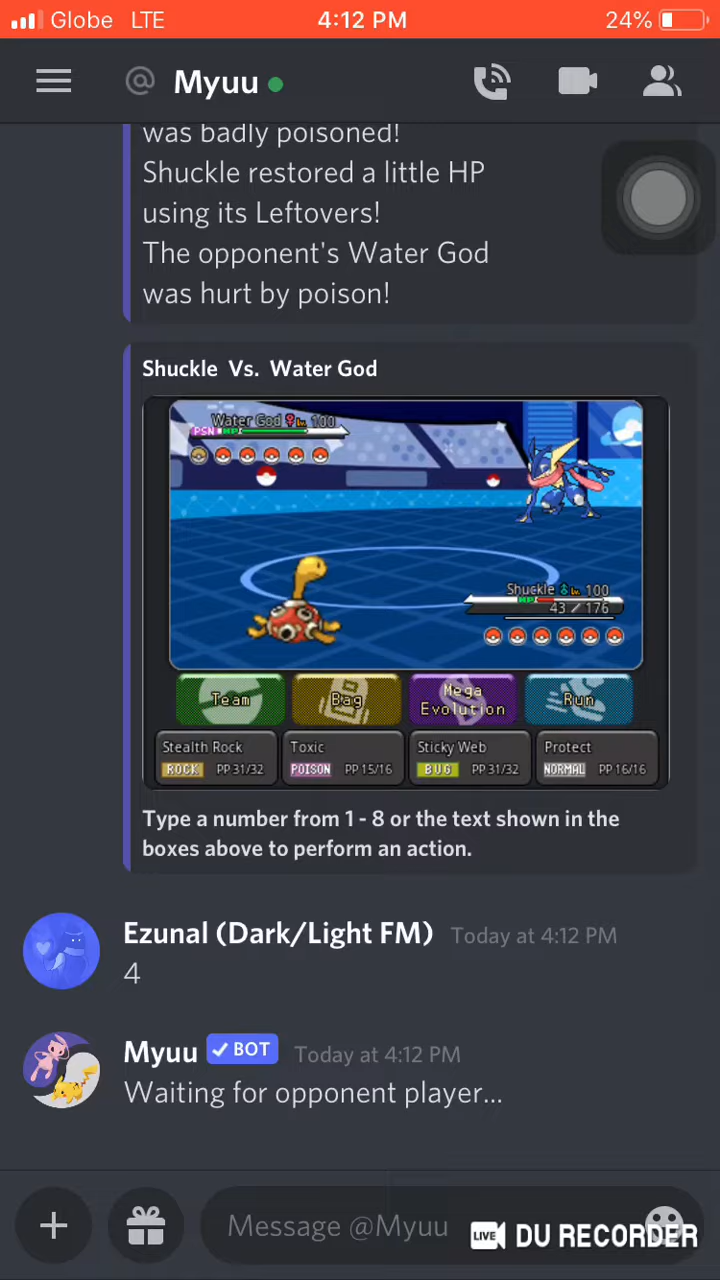 Globe LTE 4:12 PM 24%
@ Myuu
was badly poisoned!
Shuckle restored a little HP
using its Leftovers!
The opponent's Water God
was hurt by poison!
Shuckle Vs. Water God
Water God ♀ Lv. 100
PSN HP
Shuckle ♂ Lv. 100
HP
43 / 176
Team Bag Mega Evolution Run
Stealth Rock Toxic Sticky Web Protect
ROCK PP 31/32 POISON PP 15/16 BUG PP 31/32 NORMAL PP 16/16
Type a number from 1 - 8 or the text shown in the
boxes above to perform an action.
Ezunal (Dark/Light FM) Today at 4:12 PM
4
Myuu ✓ BOT Today at 4:12 PM
Waiting for opponent player...
Message @Myuu
LIVE DU RECORDER